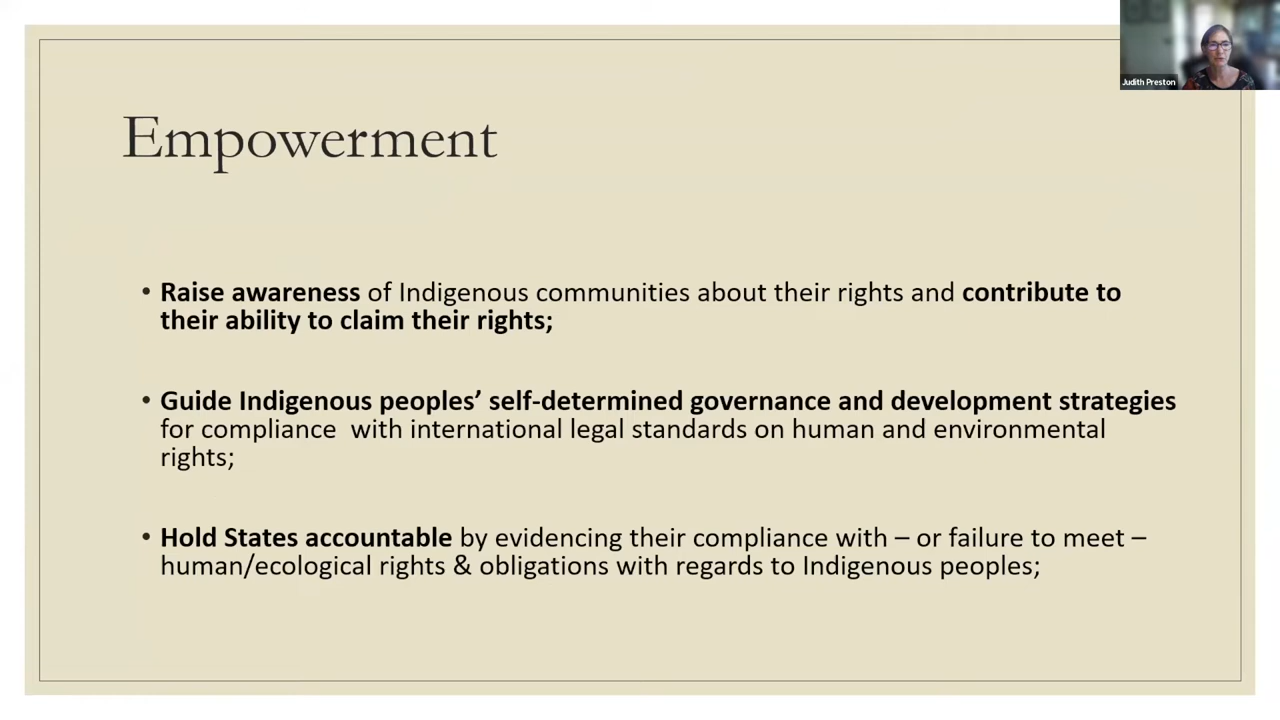 Judith Preston
Empowerment
• Raise awareness of Indigenous communities about their rights and contribute to
their ability to claim their rights;
• Guide Indigenous peoples’ self-determined governance and development strategies
for compliance  with international legal standards on human and environmental
rights;
• Hold States accountable by evidencing their compliance with – or failure to meet –
human/ecological rights & obligations with regards to Indigenous peoples;